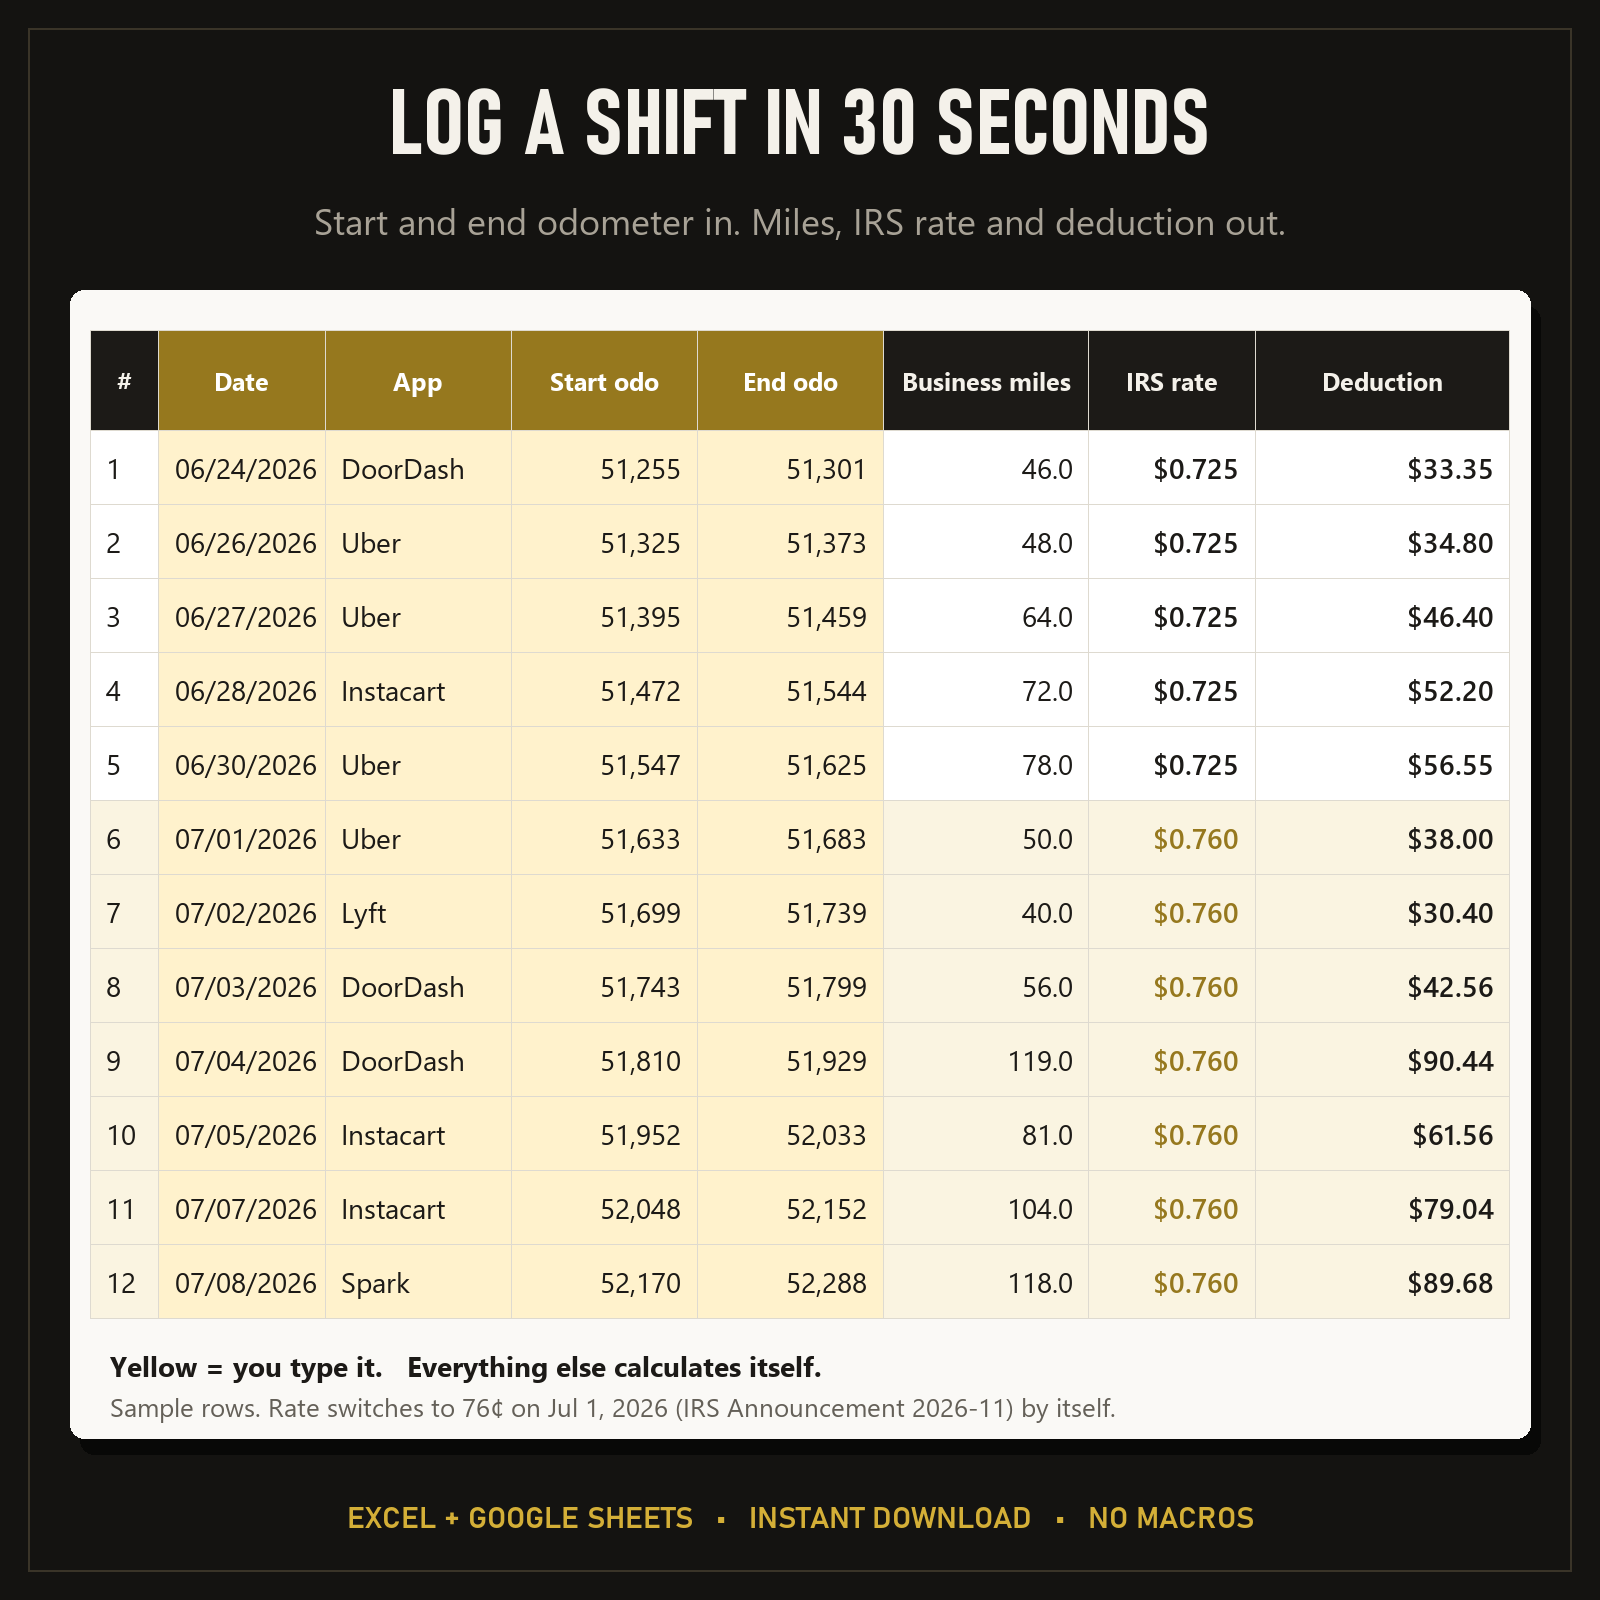 LOG A SHIFT IN 30 SECONDS
Start and end odometer in. Miles, IRS rate and deduction out.
# Date App Start odo End odo Business miles IRS rate Deduction
1 06/24/2026 DoorDash 51,255 51,301 46.0 $0.725 $33.35
2 06/26/2026 Uber 51,325 51,373 48.0 $0.725 $34.80
3 06/27/2026 Uber 51,395 51,459 64.0 $0.725 $46.40
4 06/28/2026 Instacart 51,472 51,544 72.0 $0.725 $52.20
5 06/30/2026 Uber 51,547 51,625 78.0 $0.725 $56.55
6 07/01/2026 Uber 51,633 51,683 50.0 $0.760 $38.00
7 07/02/2026 Lyft 51,699 51,739 40.0 $0.760 $30.40
8 07/03/2026 DoorDash 51,743 51,799 56.0 $0.760 $42.56
9 07/04/2026 DoorDash 51,810 51,929 119.0 $0.760 $90.44
10 07/05/2026 Instacart 51,952 52,033 81.0 $0.760 $61.56
11 07/07/2026 Instacart 52,048 52,152 104.0 $0.760 $79.04
12 07/08/2026 Spark 52,170 52,288 118.0 $0.760 $89.68
Yellow = you type it. Everything else calculates itself.
Sample rows. Rate switches to 76¢ on Jul 1, 2026 (IRS Announcement 2026-11) by itself.
EXCEL + GOOGLE SHEETS · INSTANT DOWNLOAD · NO MACROS